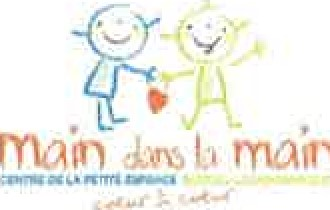 main dans la main
CENTRE DE LA PETITE ENFANCE
coeur à coeur